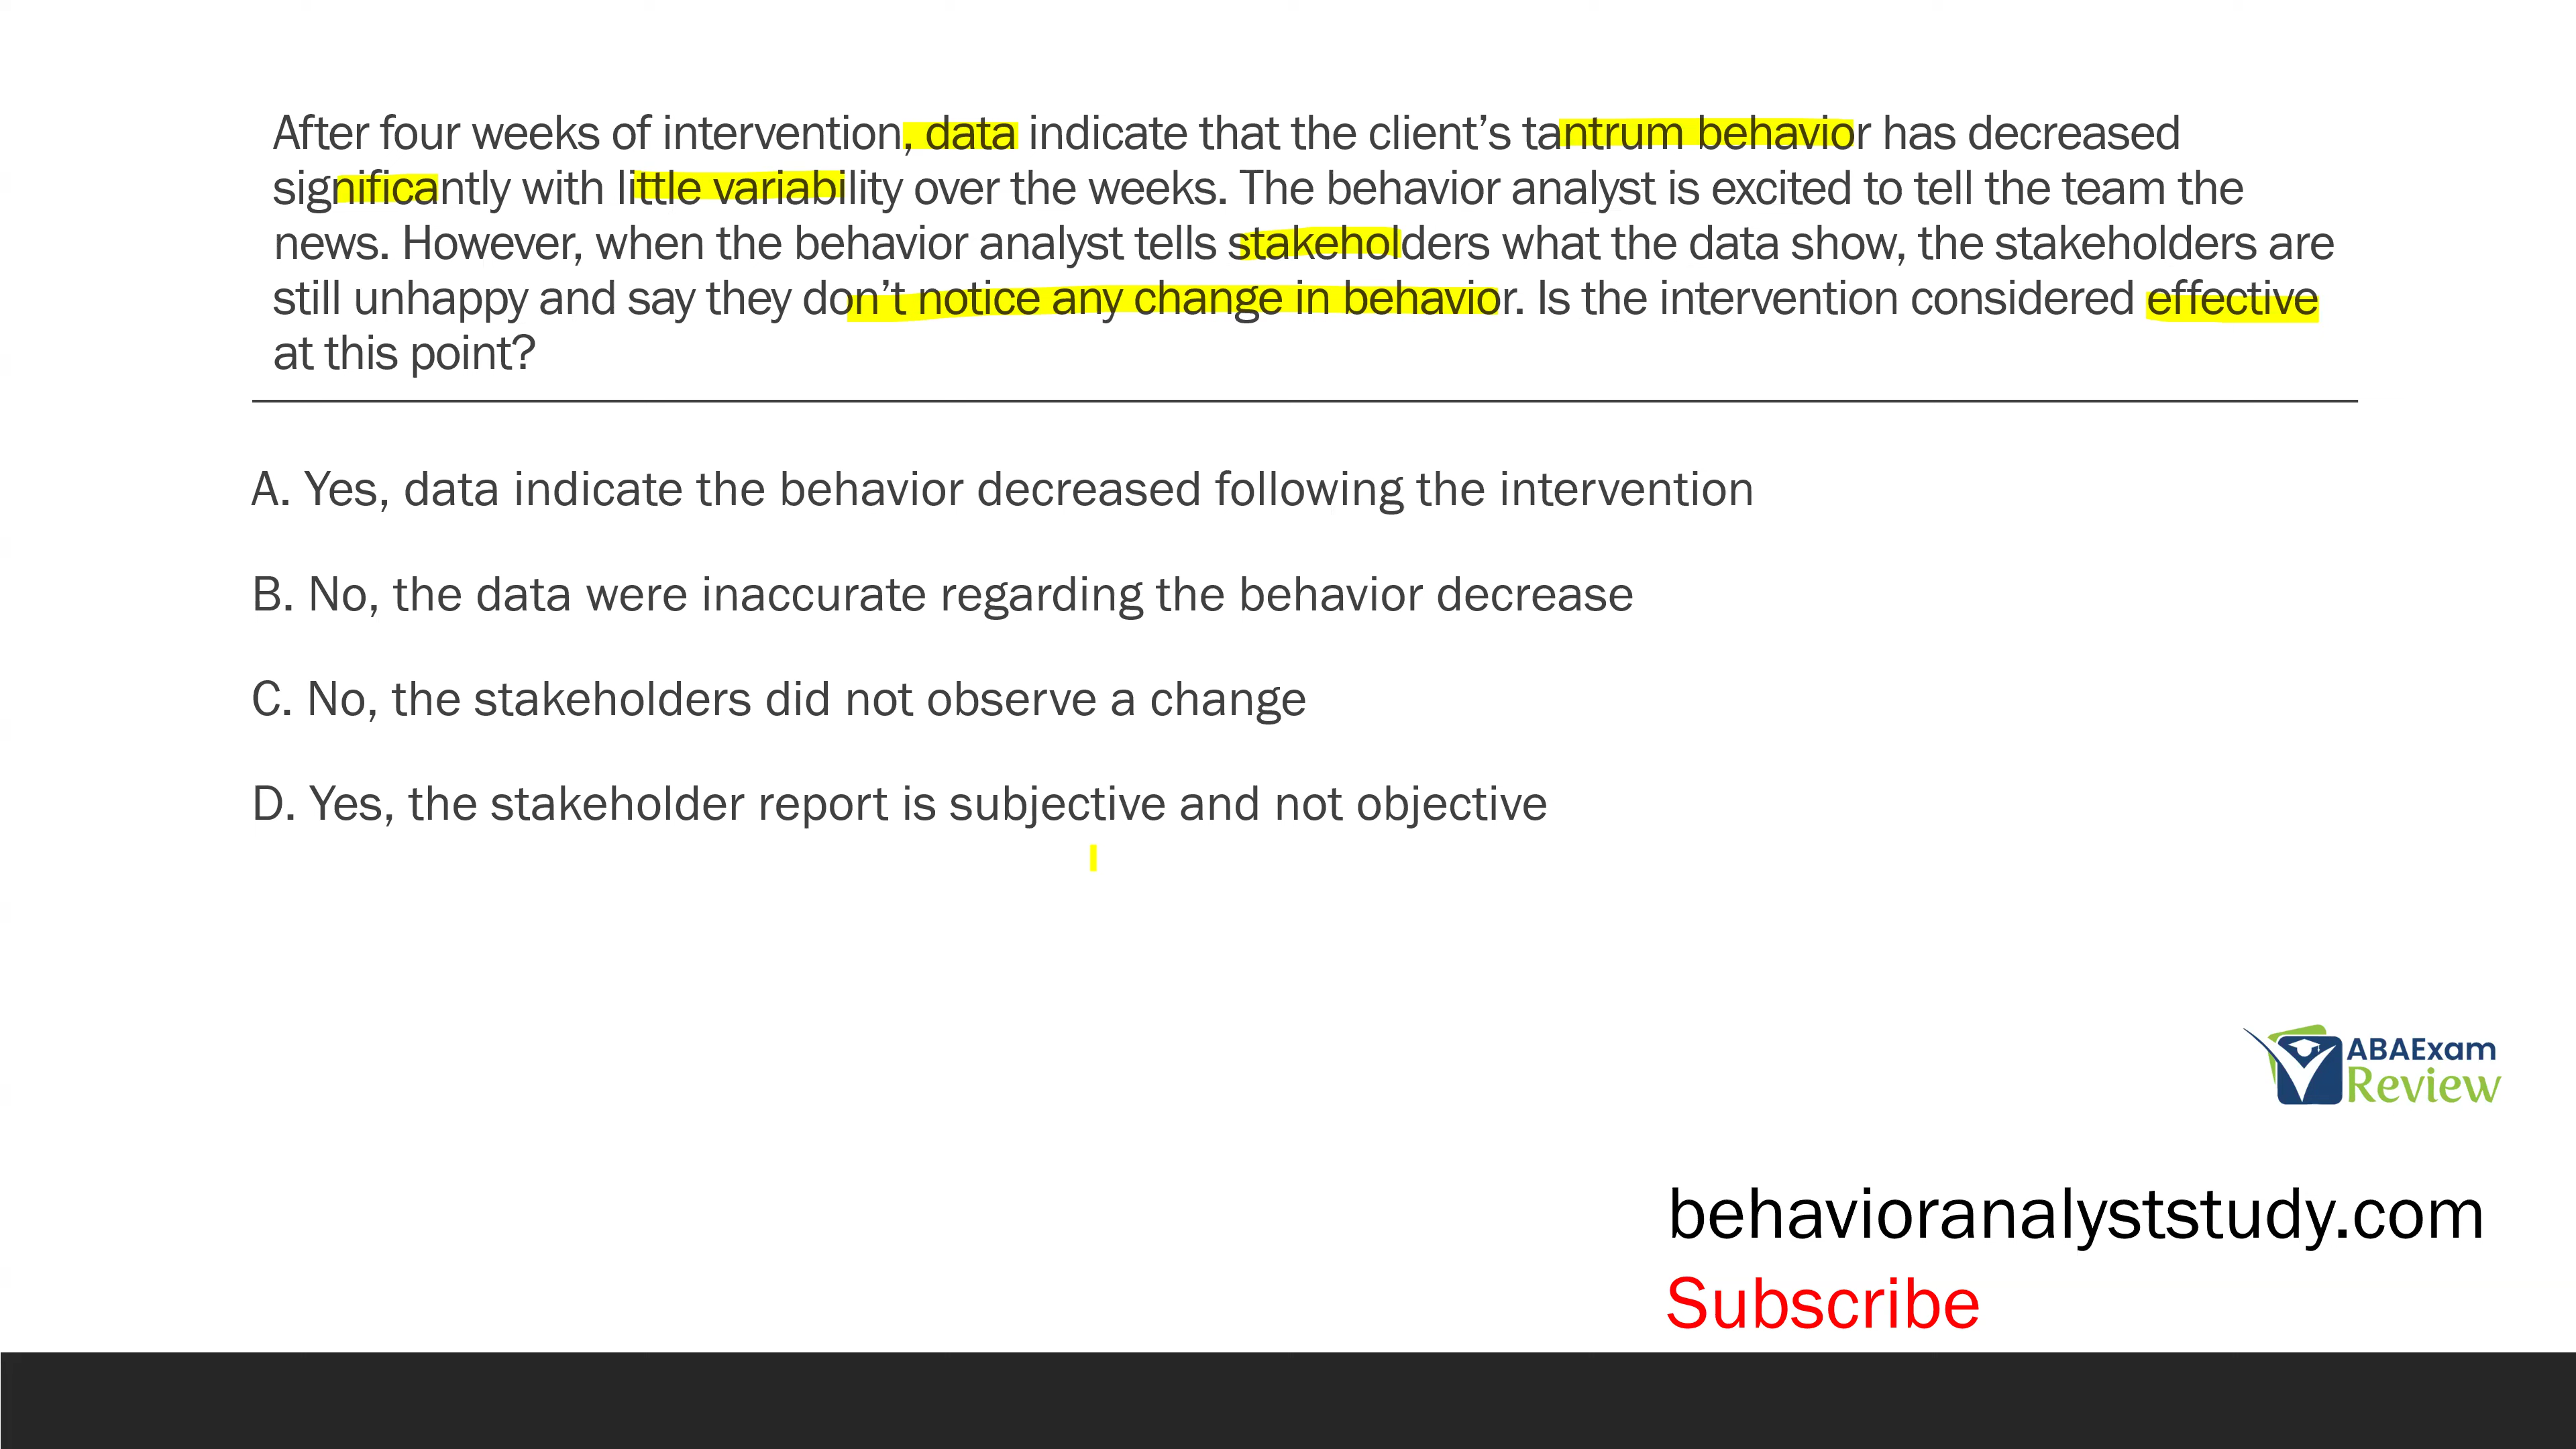 After four weeks of intervention, data indicate that the client’s tantrum behavior has decreased
significantly with little variability over the weeks. The behavior analyst is excited to tell the team the
news. However, when the behavior analyst tells stakeholders what the data show, the stakeholders are
still unhappy and say they don’t notice any change in behavior. Is the intervention considered effective
at this point?
A. Yes, data indicate the behavior decreased following the intervention
B. No, the data were inaccurate regarding the behavior decrease
C. No, the stakeholders did not observe a change
D. Yes, the stakeholder report is subjective and not objective
ABAExam
Review
behavioranalyststudy.com
Subscribe